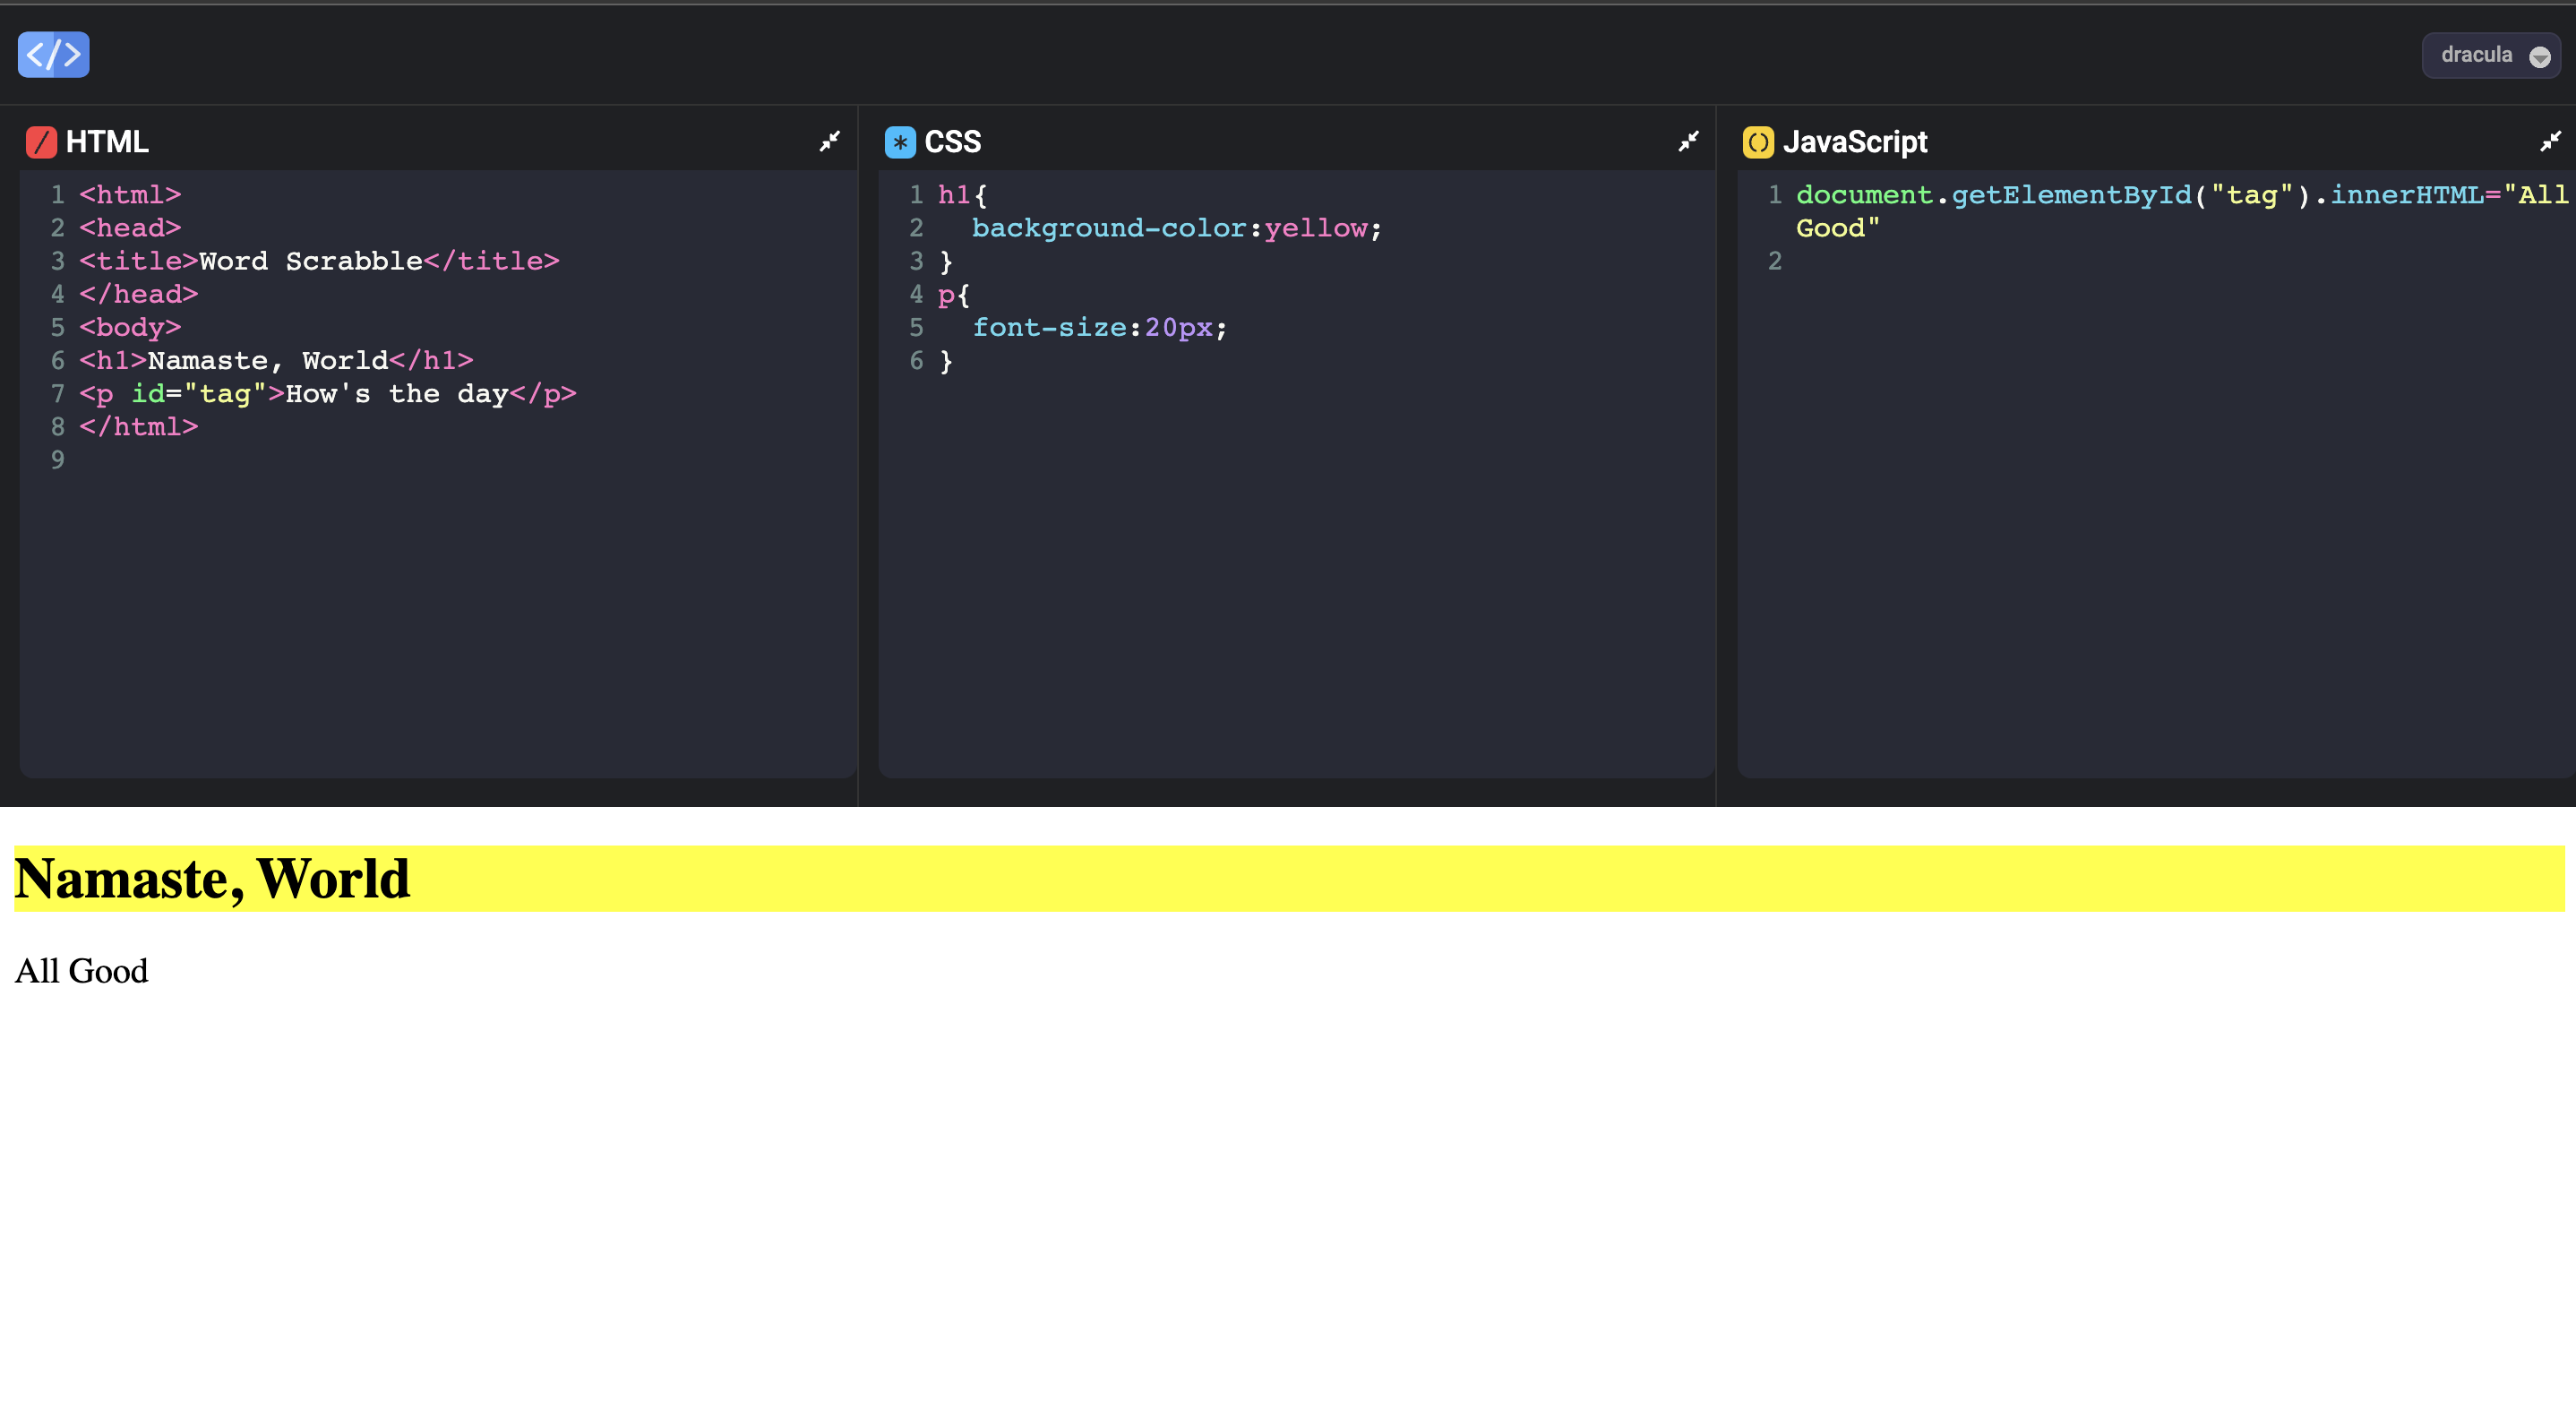 </>
dracula
/ HTML
1 <html>
2 <head>
3 <title>Word Scrabble</title>
4 </head>
5 <body>
6 <h1>Namaste, World</h1>
7 <p id="tag">How's the day</p>
8 </html>
9
* CSS
1 h1{
2   background-color:yellow;
3 }
4 p{
5   font-size:20px;
6 }
() JavaScript
1 document.getElementById("tag").innerHTML="All
Good"
2
Namaste, World
All Good